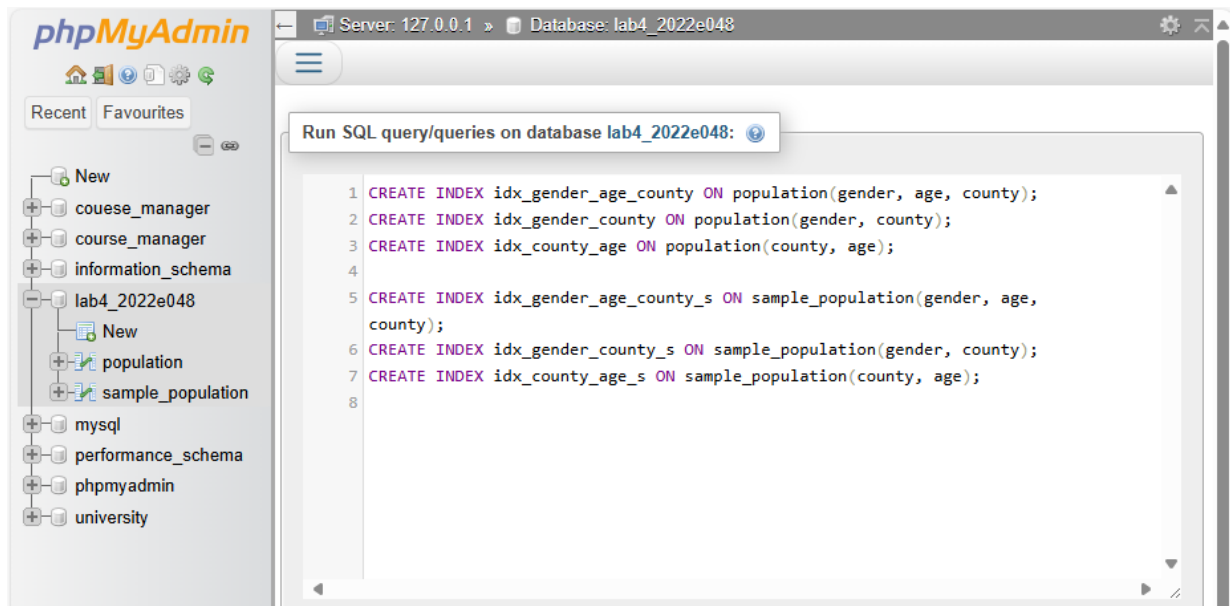 phpMyAdmin
Recent Favourites
New
couese_manager
course_manager
information_schema
lab4_2022e048
New
population
sample_population
mysql
performance_schema
phpmyadmin
university
Server: 127.0.0.1 » Database: lab4_2022e048
Run SQL query/queries on database lab4_2022e048:
1 CREATE INDEX idx_gender_age_county ON population(gender, age, county);
2 CREATE INDEX idx_gender_county ON population(gender, county);
3 CREATE INDEX idx_county_age ON population(county, age);
4
5 CREATE INDEX idx_gender_age_county_s ON sample_population(gender, age,
county);
6 CREATE INDEX idx_gender_county_s ON sample_population(gender, county);
7 CREATE INDEX idx_county_age_s ON sample_population(county, age);
8